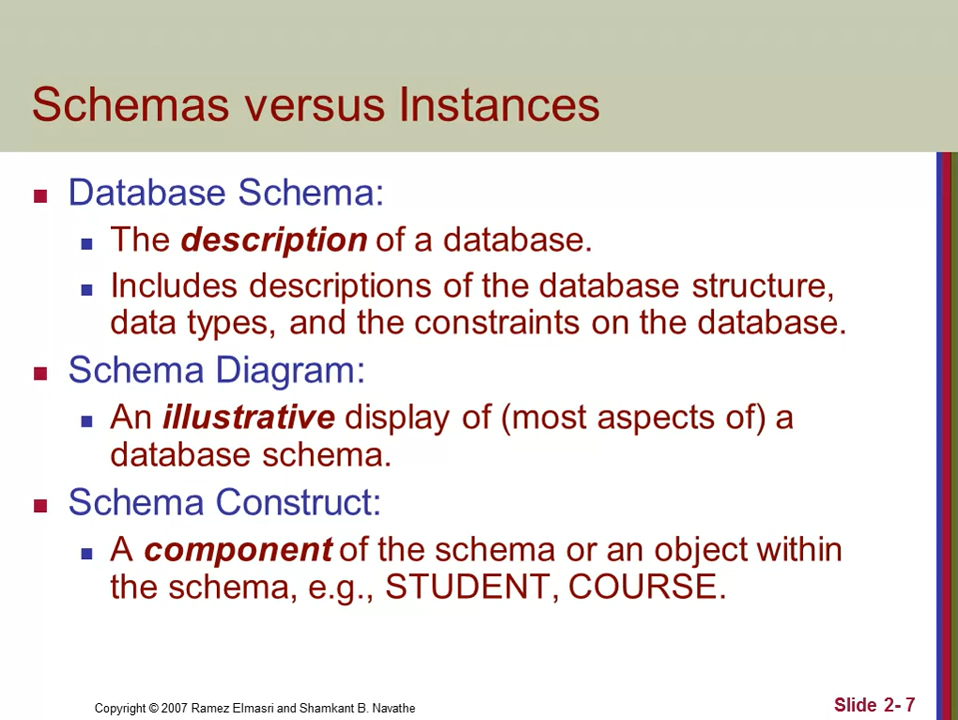 Schemas versus Instances
Database Schema:
The description of a database.
Includes descriptions of the database structure,
data types, and the constraints on the database.
Schema Diagram:
An illustrative display of (most aspects of) a
database schema.
Schema Construct:
A component of the schema or an object within
the schema, e.g., STUDENT, COURSE.
Copyright © 2007 Ramez Elmasri and Shamkant B. Navathe
Slide 2- 7